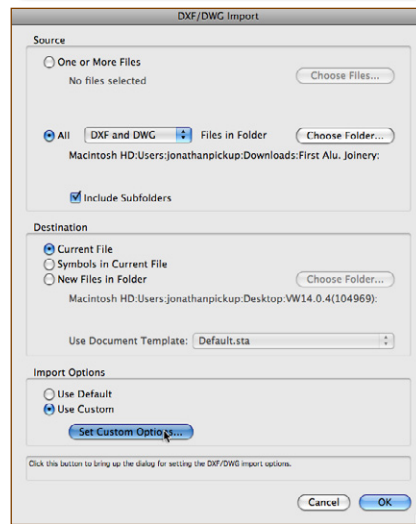 DXF/DWG Import
Source
One or More Files
No files selected
Choose Files...
All DXF and DWG Files in Folder Choose Folder...
Macintosh HD:Users:jonathanpickup:Downloads:First Alu. Joinery:
Include Subfolders
Destination
Current File
Symbols in Current File
New Files in Folder
Choose Folder...
Macintosh HD:Users:jonathanpickup:Desktop:VW14.0.4(104969):
Use Document Template: Default.sta
Import Options
Use Default
Use Custom
Set Custom Options...
Click this button to bring up the dialog for setting the DXF/DWG import options.
Cancel OK